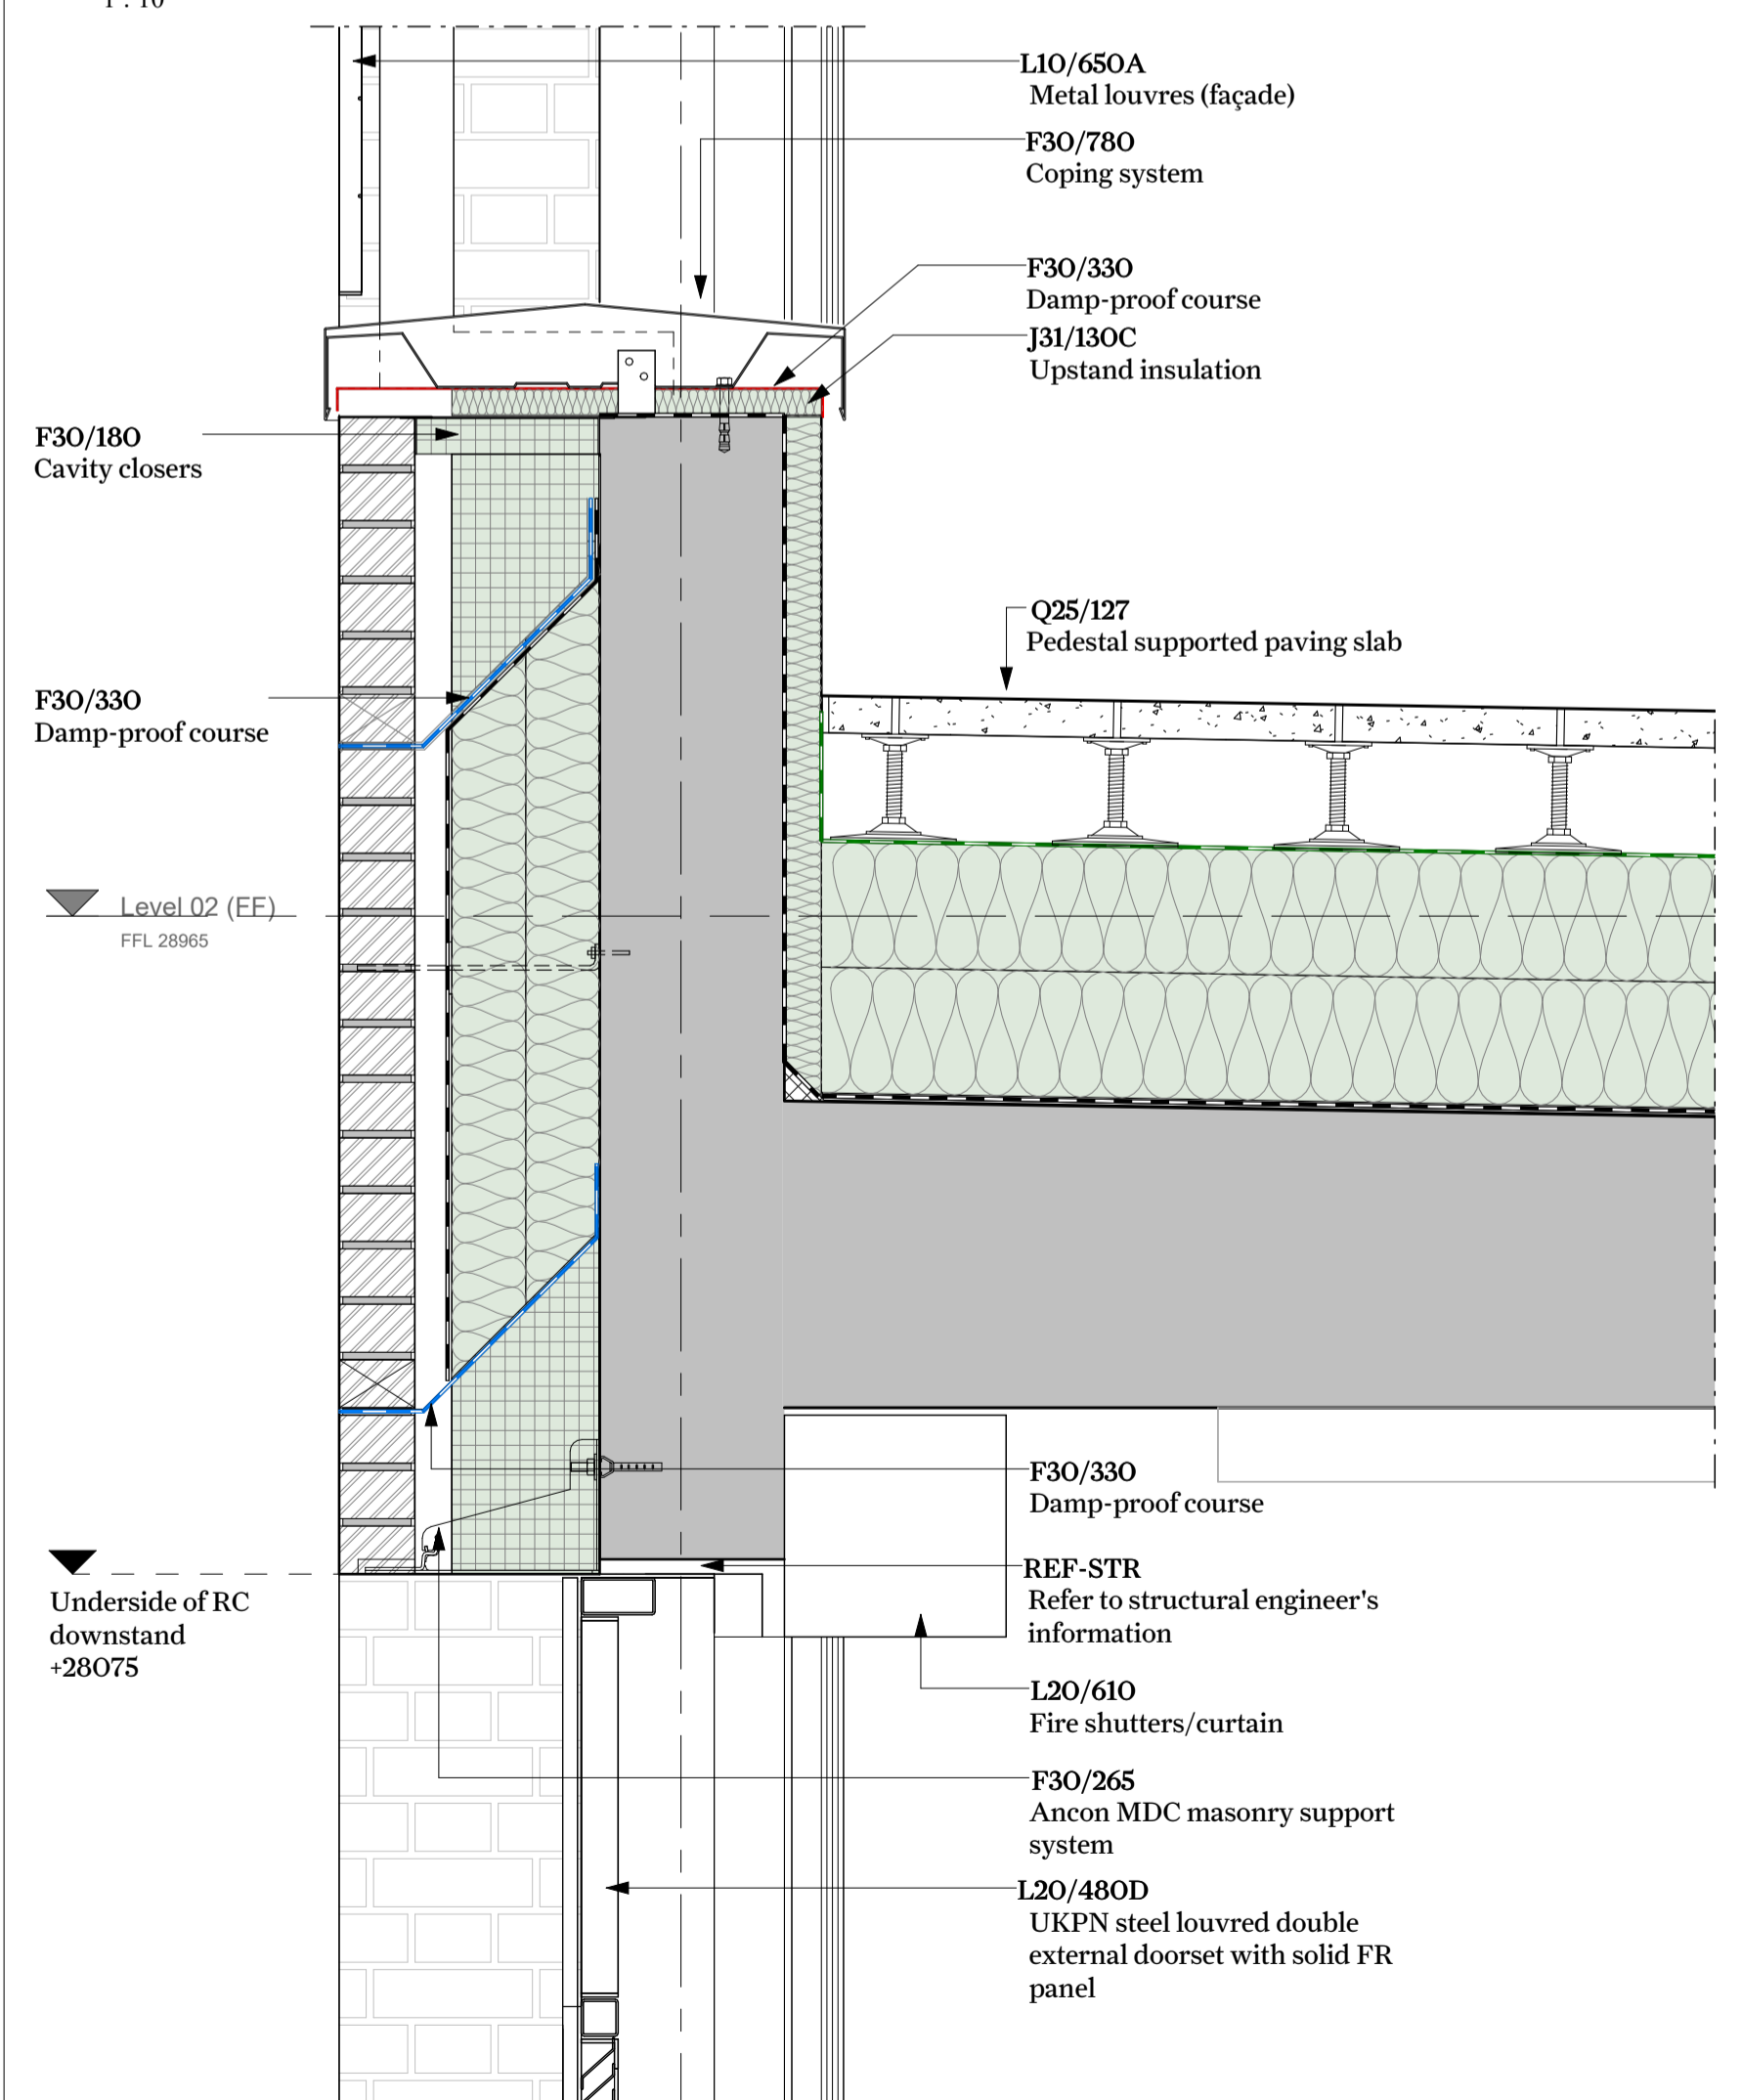 1 : 10
L10/650A
Metal louvres (façade)
F30/780
Coping system
F30/330
Damp-proof course
J31/130C
Upstand insulation
F30/180
Cavity closers
Q25/127
Pedestal supported paving slab
F30/330
Damp-proof course
Level 02 (FF)
FFL 28965
F30/330
Damp-proof course
REF-STR
Refer to structural engineer's
information
Underside of RC
downstand
+28075
L20/610
Fire shutters/curtain
F30/265
Ancon MDC masonry support
system
L20/480D
UKPN steel louvred double
external doorset with solid FR
panel